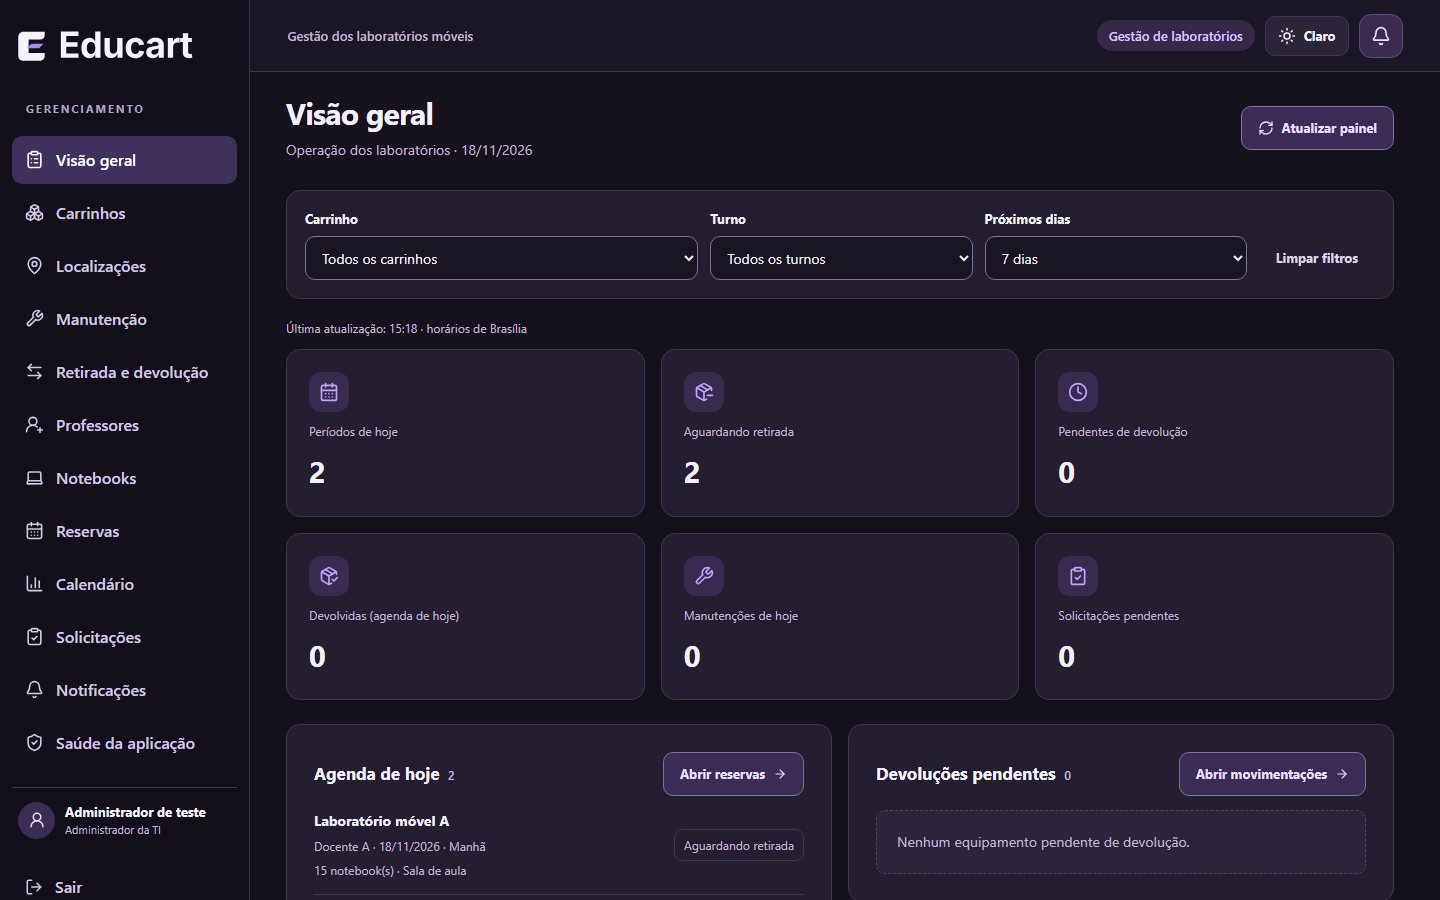 Educart
GERENCIAMENTO
Visão geral
Carrinhos
Localizações
Manutenção
Retirada e devolução
Professores
Notebooks
Reservas
Calendário
Solicitações
Notificações
Saúde da aplicação
Administrador de teste
Administrador da TI
Sair
Gestão dos laboratórios móveis
Gestão de laboratórios
Claro
Visão geral
Operação dos laboratórios · 18/11/2026
Atualizar painel
Carrinho
Turno
Próximos dias
Todos os carrinhos
Todos os turnos
7 dias
Limpar filtros
Última atualização: 15:18 · horários de Brasília
Períodos de hoje
2
Aguardando retirada
2
Pendentes de devolução
0
Devolvidas (agenda de hoje)
0
Manutenções de hoje
0
Solicitações pendentes
0
Agenda de hoje 2
Abrir reservas
Laboratório móvel A
Docente A · 18/11/2026 · Manhã
15 notebook(s) · Sala de aula
Aguardando retirada
Devoluções pendentes 0
Abrir movimentações
Nenhum equipamento pendente de devolução.